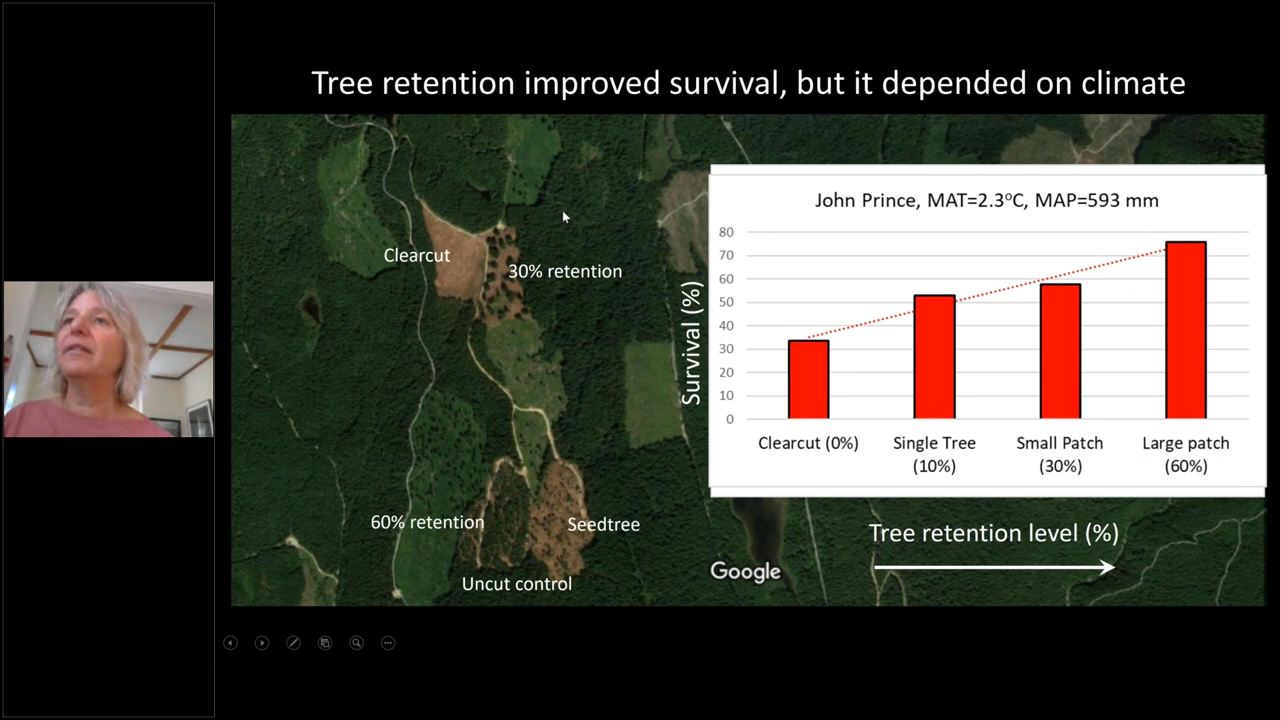 Tree retention improved survival, but it depended on climate
Clearcut
30% retention
60% retention
Seedtree
Uncut control
Google
John Prince, MAT=2.3°C, MAP=593 mm
Survival (%)
80
70
60
50
40
30
20
10
0
Clearcut (0%)
Single Tree
(10%)
Small Patch
(30%)
Large patch
(60%)
Tree retention level (%)